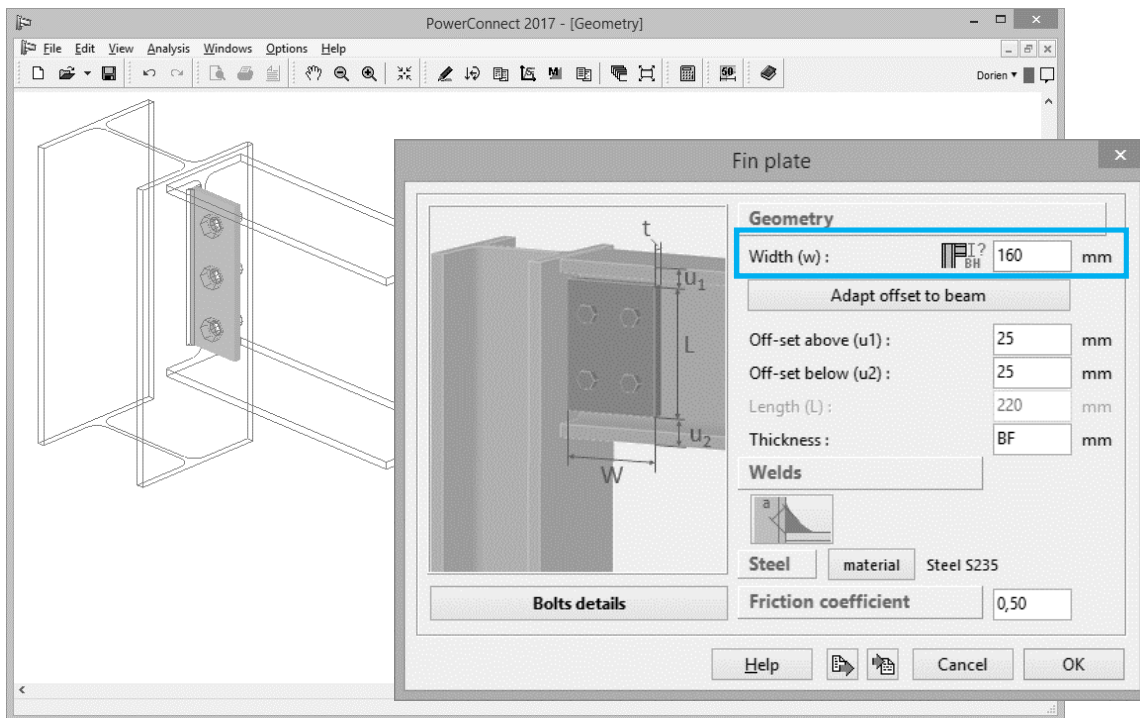 PowerConnect 2017 - [Geometry]
File Edit View Analysis Windows Options Help
50
Dorien
Fin plate
t
u1
L
u2
W
Bolts details
Geometry
Width (w) : I? BH 160 mm
Adapt offset to beam
Off-set above (u1) : 25 mm
Off-set below (u2) : 25 mm
Length (L) : 220 mm
Thickness : BF mm
Welds
a
Steel material Steel S235
Friction coefficient 0,50
Help Cancel OK